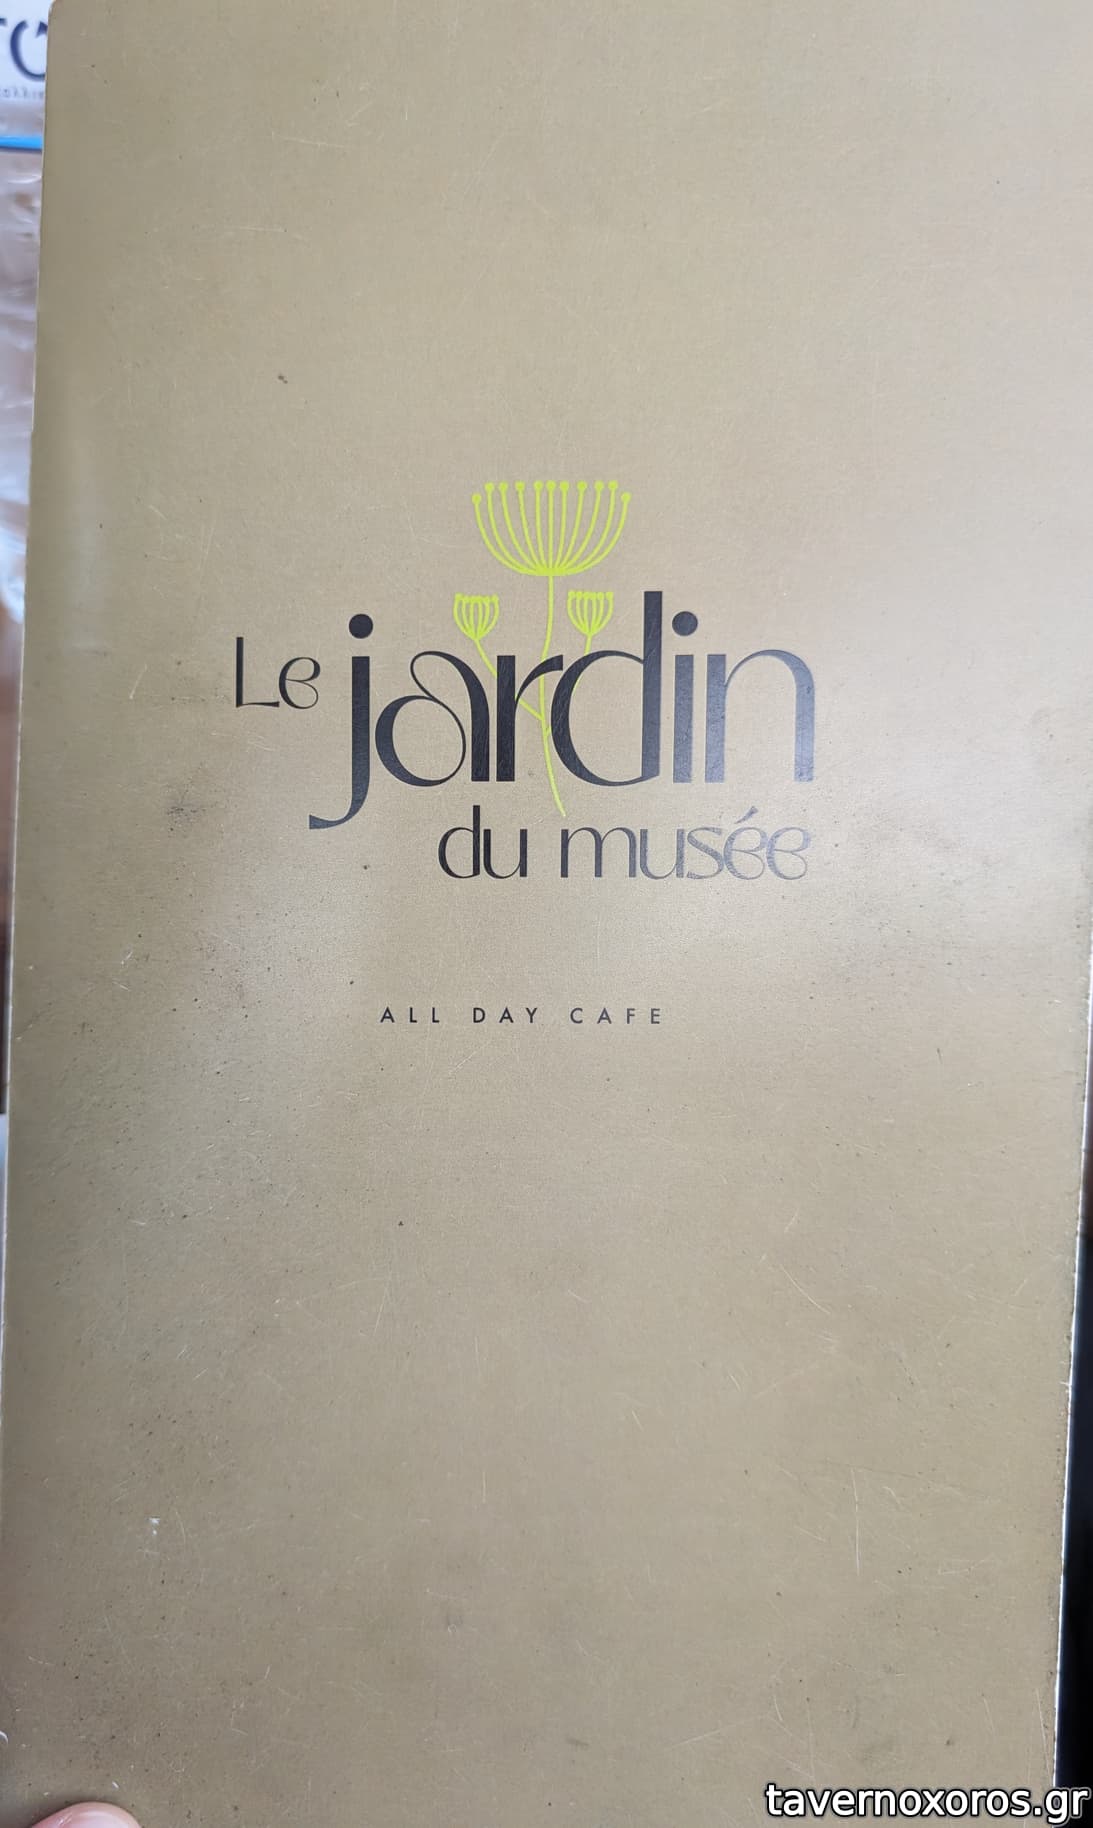 Le jardin
du musée
ALL DAY CAFE
tavernoxoros.gr